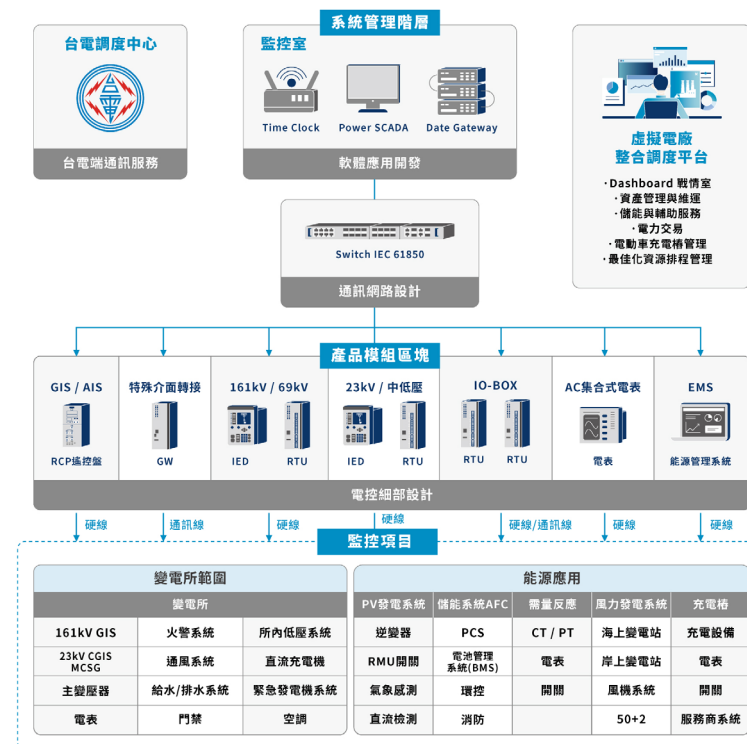 系統管理階層
台電調度中心
台電
台電端通訊服務
監控室
Time Clock
Power SCADA
Date Gateway
軟體應用開發
虛擬電廠
整合調度平台
·Dashboard 戰情室
·資產管理與維運
·儲能與輔助服務
·電力交易
·電動車充電樁管理
·最佳化資源排程管理
Switch IEC 61850
通訊網路設計
產品模組區塊
GIS / AIS
特殊介面轉接
161kV / 69kV
23kV / 中低壓
IO-BOX
AC集合式電表
EMS
RCP遙控盤
GW
IED
RTU
IED
RTU
RTU
RTU
電表
能源管理系統
電控細部設計
硬線
通訊線
硬線
硬線
硬線/通訊線
硬線
硬線
監控項目
變電所範圍
變電所
161kV GIS
火警系統
所內低壓系統
23kV CGIS
MCSG
通風系統
直流充電機
主變壓器
給水/排水系統
緊急發電機系統
電表
門禁
空調
能源應用
PV發電系統
儲能系統AFC
需量反應
風力發電系統
充電樁
逆變器
PCS
CT / PT
海上變電站
充電設備
RMU開關
電池管理
系統(BMS)
電表
岸上變電站
電表
氣象感測
環控
開關
風機系統
開關
直流檢測
消防
50+2
服務商系統